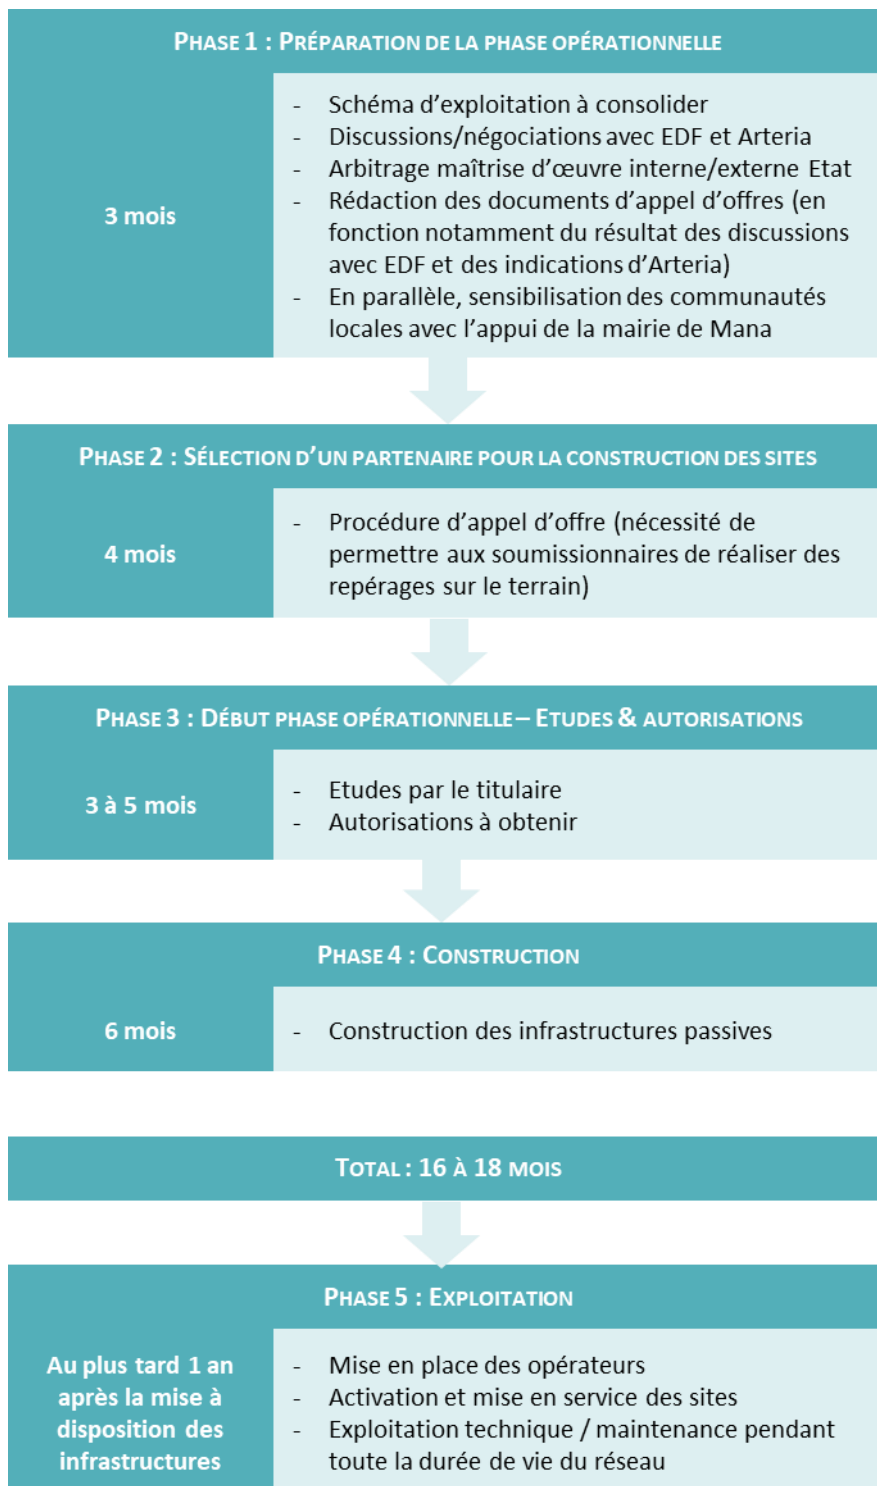 PHASE 1 : PRÉPARATION DE LA PHASE OPÉRATIONNELLE
3 mois
- Schéma d'exploitation à consolider
- Discussions/négociations avec EDF et Arteria
- Arbitrage maîtrise d'œuvre interne/externe Etat
- Rédaction des documents d'appel d'offres (en
fonction notamment du résultat des discussions
avec EDF et des indications d'Arteria)
- En parallèle, sensibilisation des communautés
locales avec l'appui de la mairie de Mana
PHASE 2 : SÉLECTION D'UN PARTENAIRE POUR LA CONSTRUCTION DES SITES
4 mois
- Procédure d'appel d'offre (nécessité de
permettre aux soumissionnaires de réaliser des
repérages sur le terrain)
PHASE 3 : DÉBUT PHASE OPÉRATIONNELLE – ETUDES & AUTORISATIONS
3 à 5 mois
- Etudes par le titulaire
- Autorisations à obtenir
PHASE 4 : CONSTRUCTION
6 mois
- Construction des infrastructures passives
TOTAL : 16 À 18 MOIS
PHASE 5 : EXPLOITATION
Au plus tard 1 an
après la mise à
disposition des
infrastructures
- Mise en place des opérateurs
- Activation et mise en service des sites
- Exploitation technique / maintenance pendant
toute la durée de vie du réseau